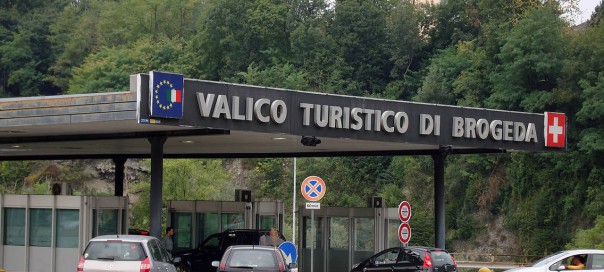 VALICO TURISTICO DI BROGEDA